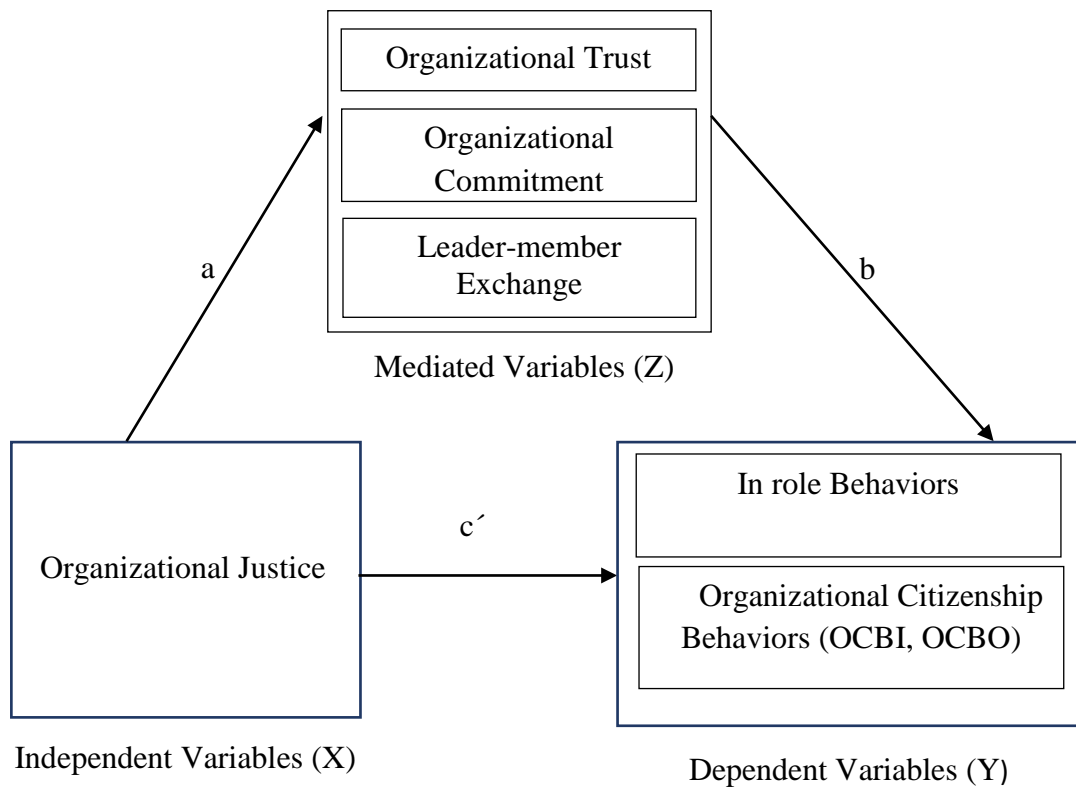 Organizational Trust
Organizational
Commitment
Leader-member
Exchange
a
b
Mediated Variables (Z)
Organizational Justice
c´
In role Behaviors
Organizational Citizenship
Behaviors (OCBI, OCBO)
Independent Variables (X)
Dependent Variables (Y)